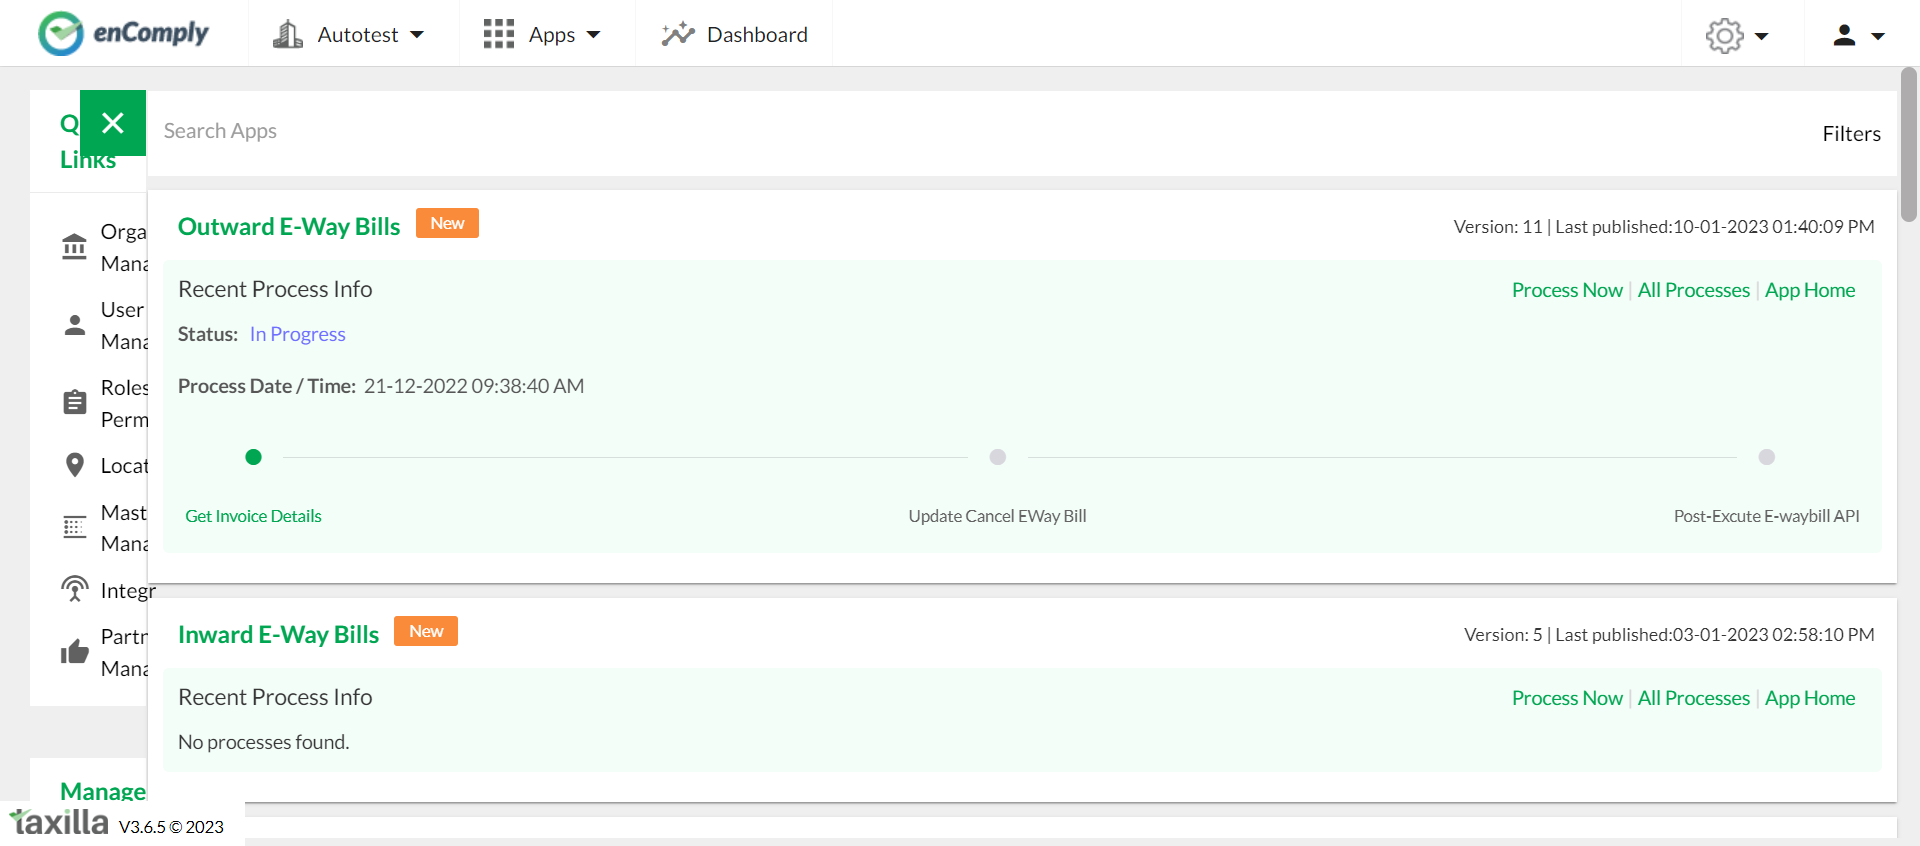 enComply
Autotest
Apps
Dashboard
Q
Links
Search Apps
Filters
Orga
Mana
User
Mana
Roles
Perm
Locat
Mast
Mana
Integr
Partn
Mana
Outward E-Way Bills
New
Version: 11 | Last published:10-01-2023 01:40:09 PM
Recent Process Info
Process Now | All Processes | App Home
Status: In Progress
Process Date / Time: 21-12-2022 09:38:40 AM
Get Invoice Details
Update Cancel EWay Bill
Post-Excute E-waybill API
Inward E-Way Bills
New
Version: 5 | Last published:03-01-2023 02:58:10 PM
Recent Process Info
Process Now | All Processes | App Home
No processes found.
Manage
taxilla V3.6.5 © 2023